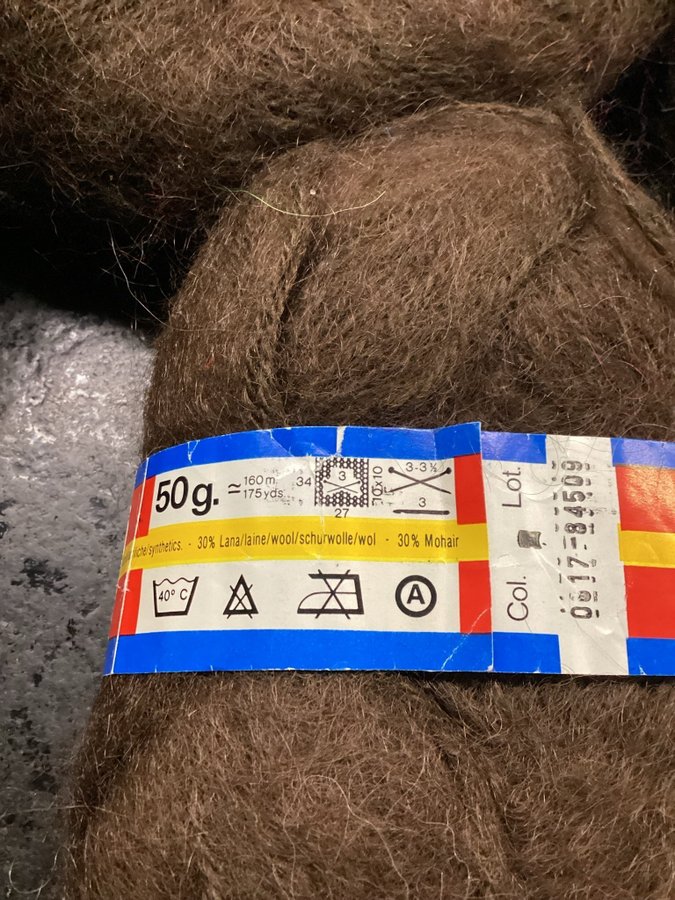 50g. ≃ 160 m.
175 yds.
34
3
27
10x10
3-3½
3
synthetics. - 30% Lana/laine/wool/schurwolle/wol - 30% Mohair
40° C
A
Lot.
Col.
0017-84509